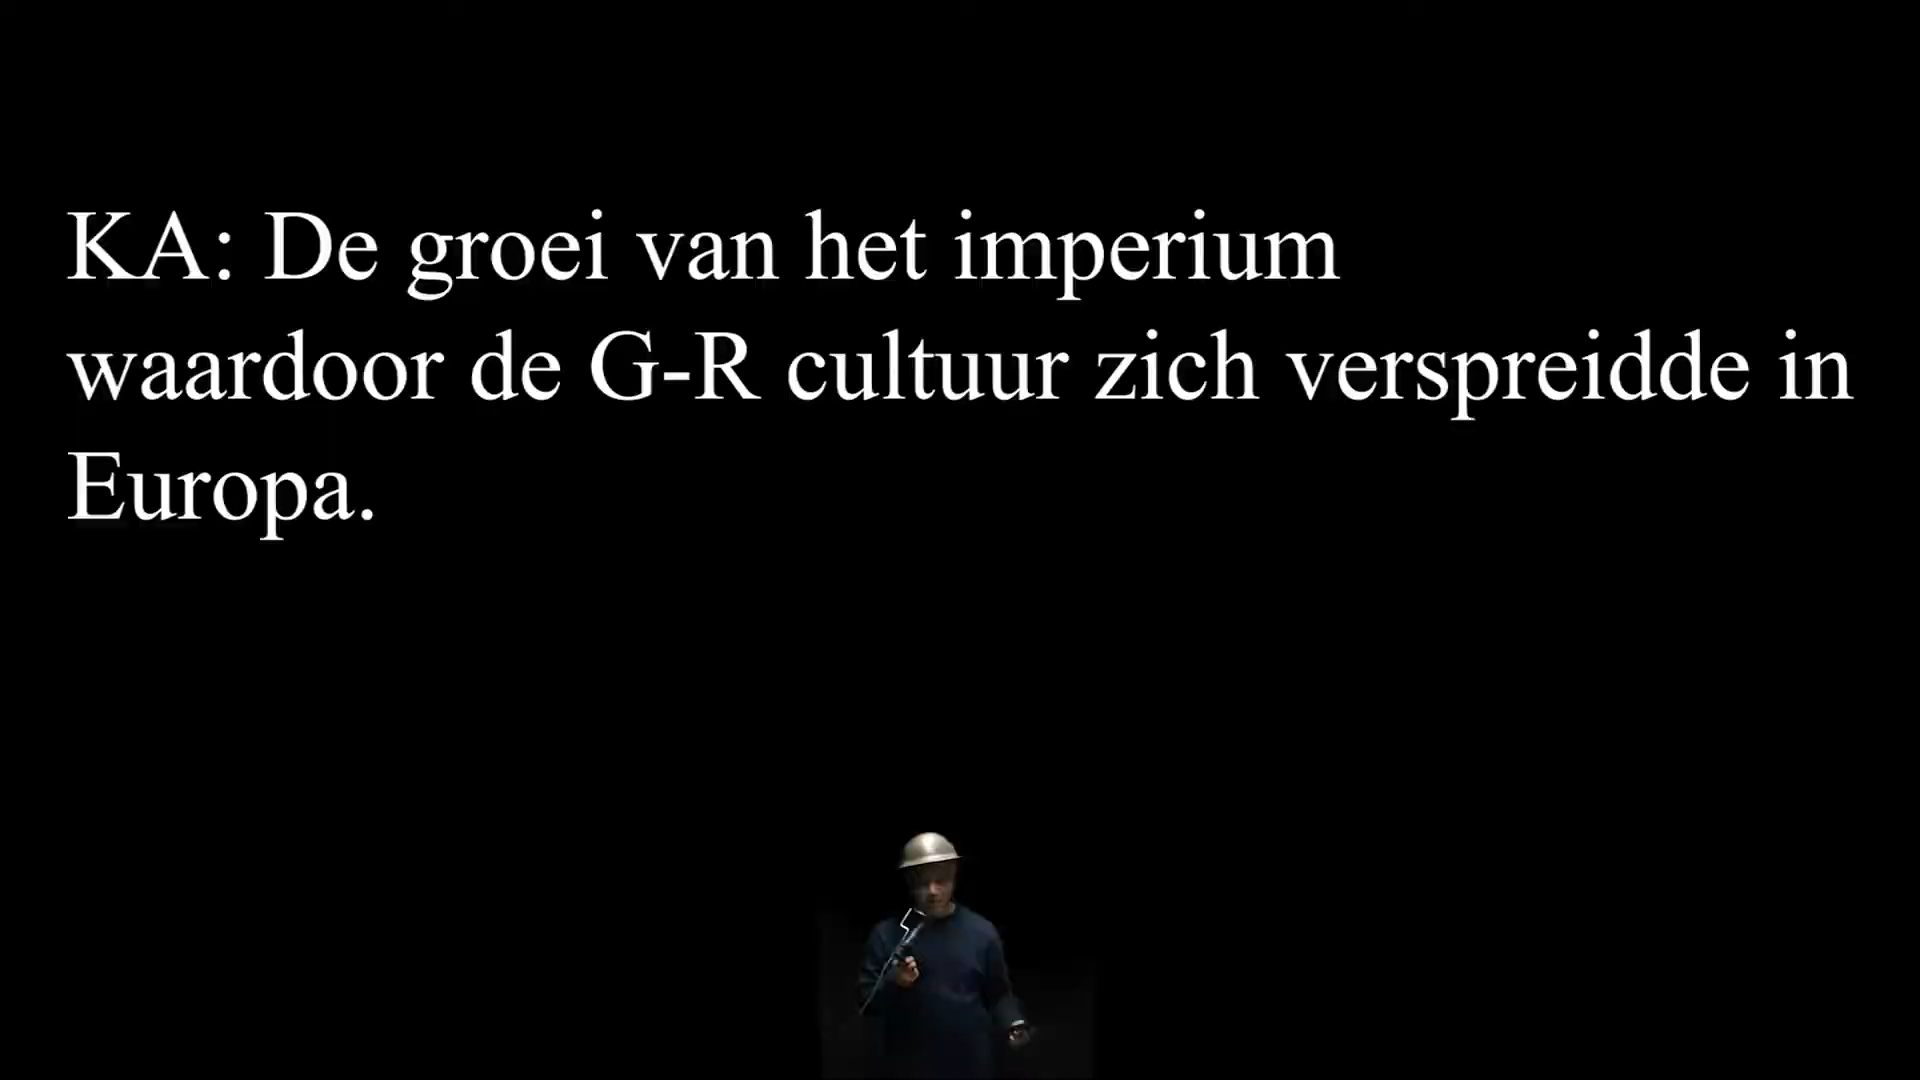 KA: De groei van het imperium
waardoor de G-R cultuur zich verspreidde in
Europa.